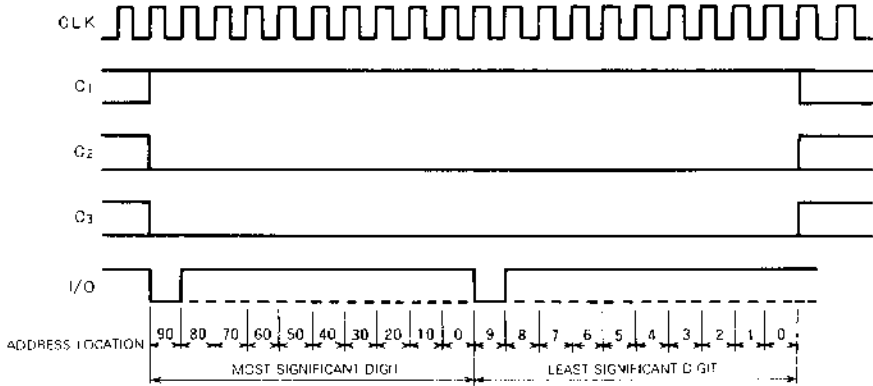 CLK
C1
C2
C3
I/O
ADDRESS LOCATION 90 80 70 60 50 40 30 20 10 0 9 8 7 6 5 4 3 2 1 0
MOST SIGNIFICANT DIGIT LEAST SIGNIFICANT DIGIT